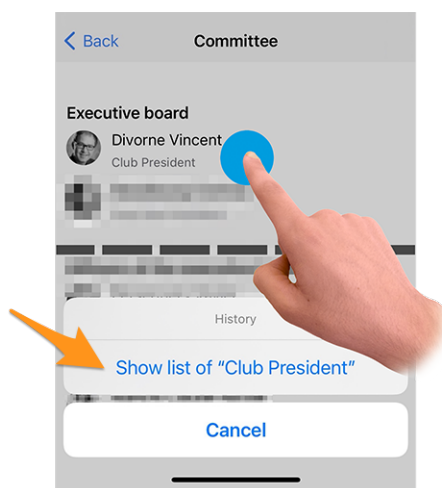 Back
Committee
Executive board
Divorne Vincent
Club President
History
Show list of “Club President”
Cancel